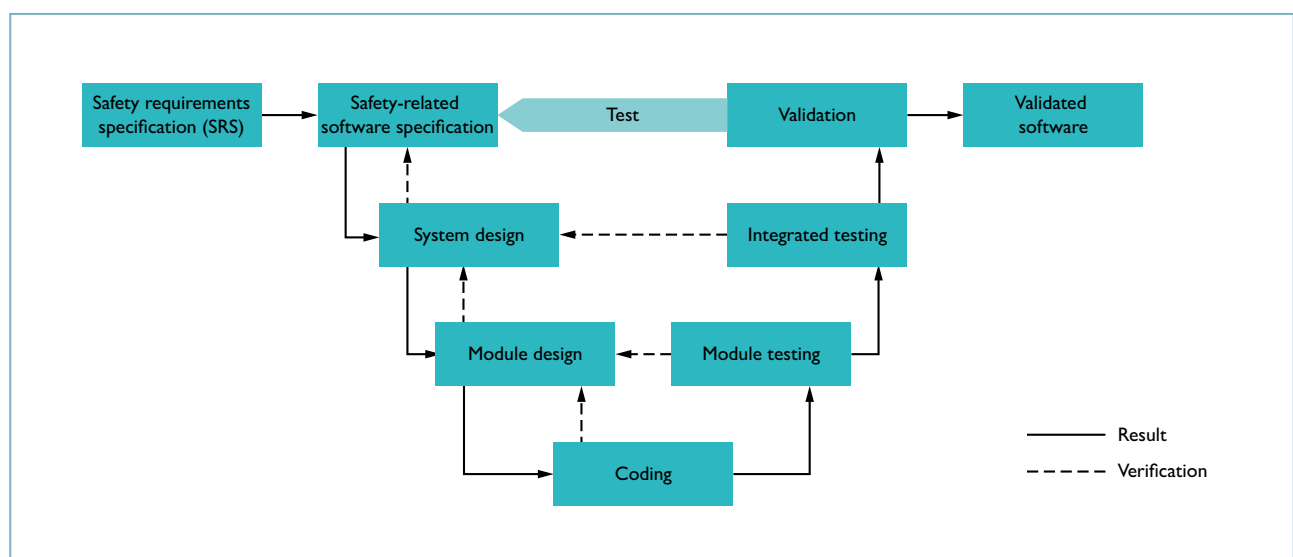 Safety requirements
specification (SRS)
Safety-related
software specification
Test
Validation
Validated
software
System design
Integrated testing
Module design
Module testing
Coding
Result
Verification